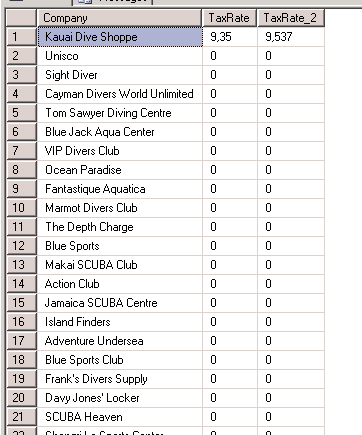 Company TaxRate TaxRate_2
1 Kauai Dive Shoppe 9,35 9,537
2 Unisco 0 0
3 Sight Diver 0 0
4 Cayman Divers World Unlimited 0 0
5 Tom Sawyer Diving Centre 0 0
6 Blue Jack Aqua Center 0 0
7 VIP Divers Club 0 0
8 Ocean Paradise 0 0
9 Fantastique Aquatica 0 0
10 Marmot Divers Club 0 0
11 The Depth Charge 0 0
12 Blue Sports 0 0
13 Makai SCUBA Club 0 0
14 Action Club 0 0
15 Jamaica SCUBA Centre 0 0
16 Island Finders 0 0
17 Adventure Undersea 0 0
18 Blue Sports Club 0 0
19 Frank's Divers Supply 0 0
20 Davy Jones' Locker 0 0
21 SCUBA Heaven 0 0